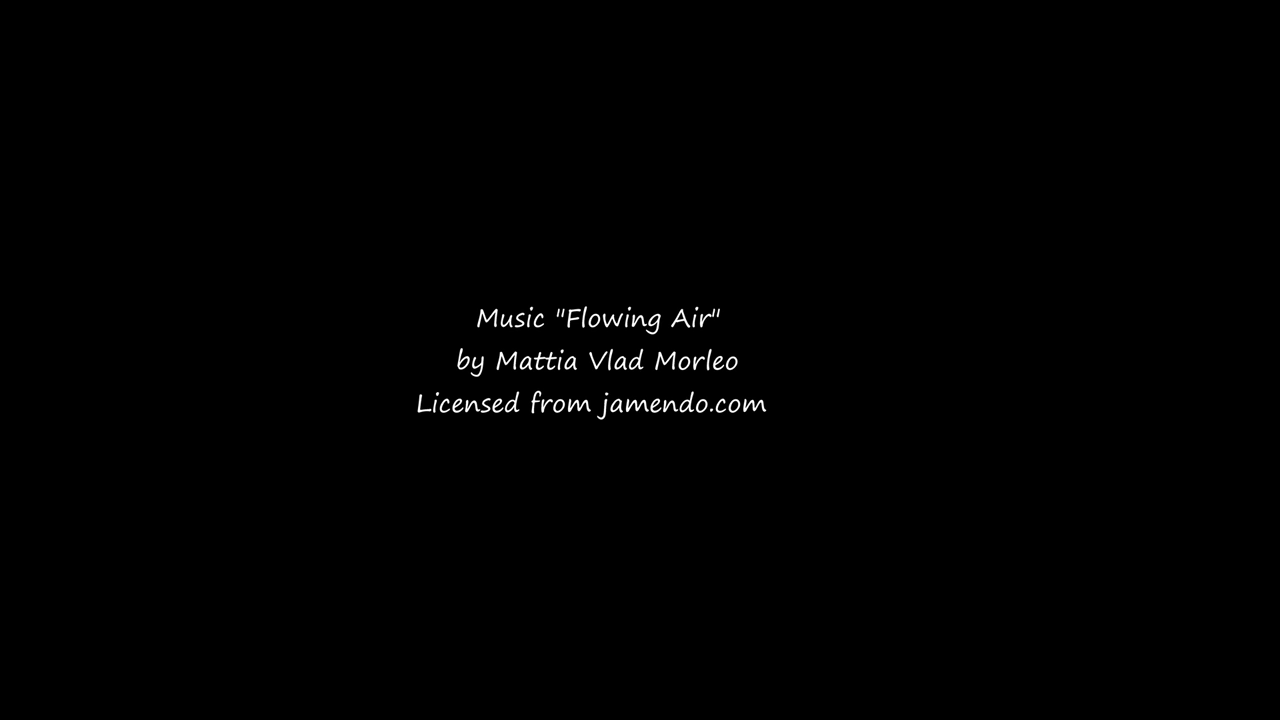 Music "Flowing Air"
by Mattia Vlad Morleo
Licensed from jamendo.com